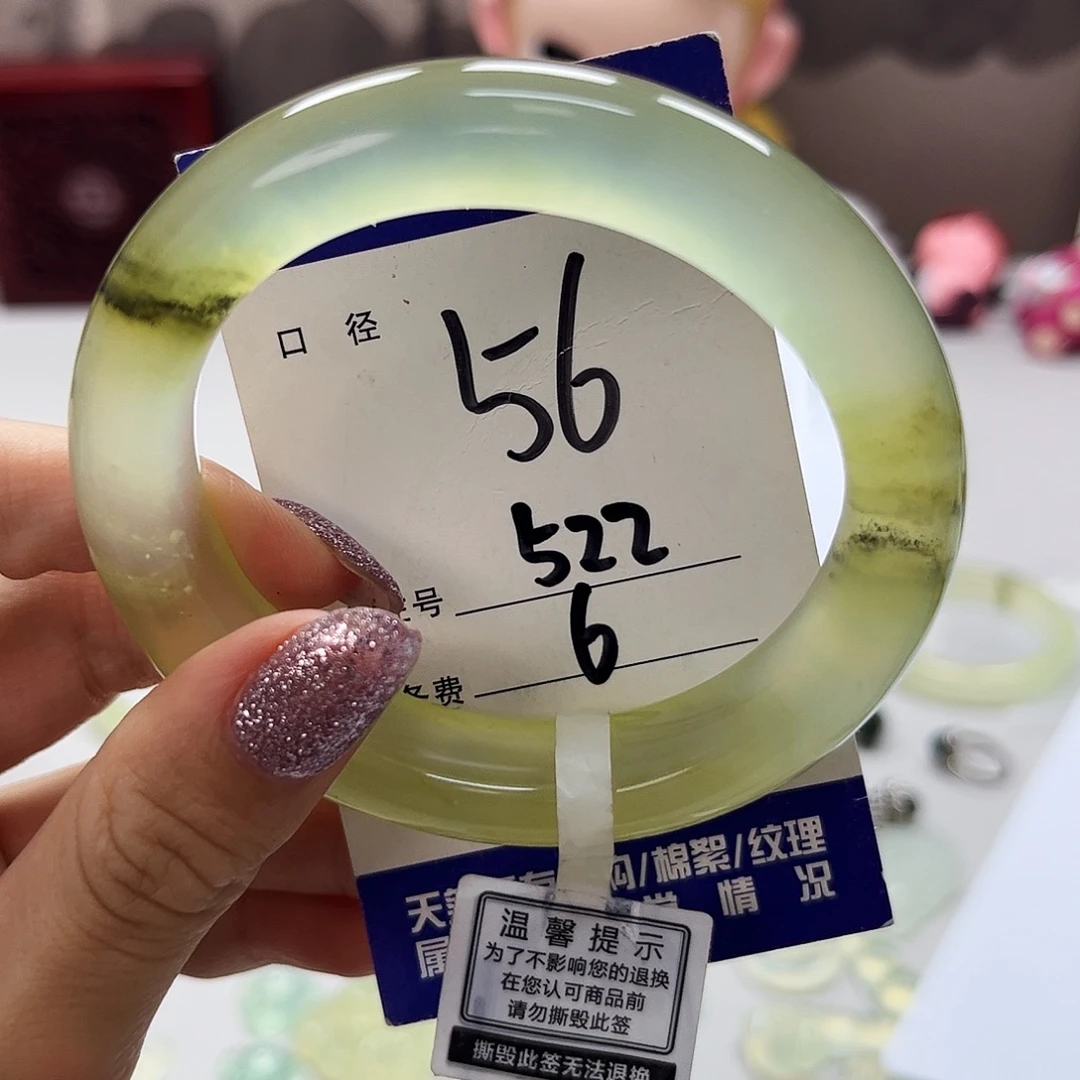 口 径 56
号 522
费 6
/棉絮/纹理
情 况
温馨提示
为了不影响您的退换
在您认可商品前
请勿撕毁此签
撕毁此签无法退换